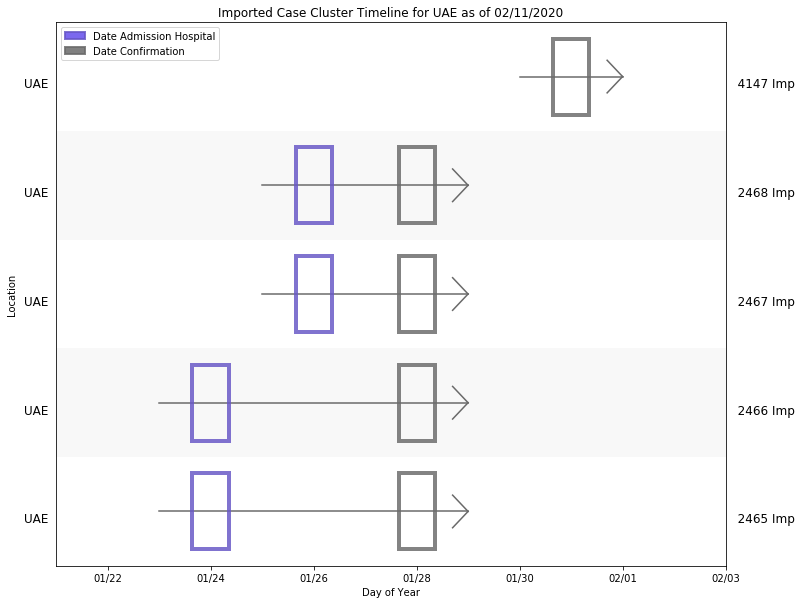 Imported Case Cluster Timeline for UAE as of 02/11/2020
Date Admission Hospital
Date Confirmation
UAE 4147 Imp
UAE 2468 Imp
UAE 2467 Imp
UAE 2466 Imp
UAE 2465 Imp
Location
01/22 01/24 01/26 01/28 01/30 02/01 02/03
Day of Year